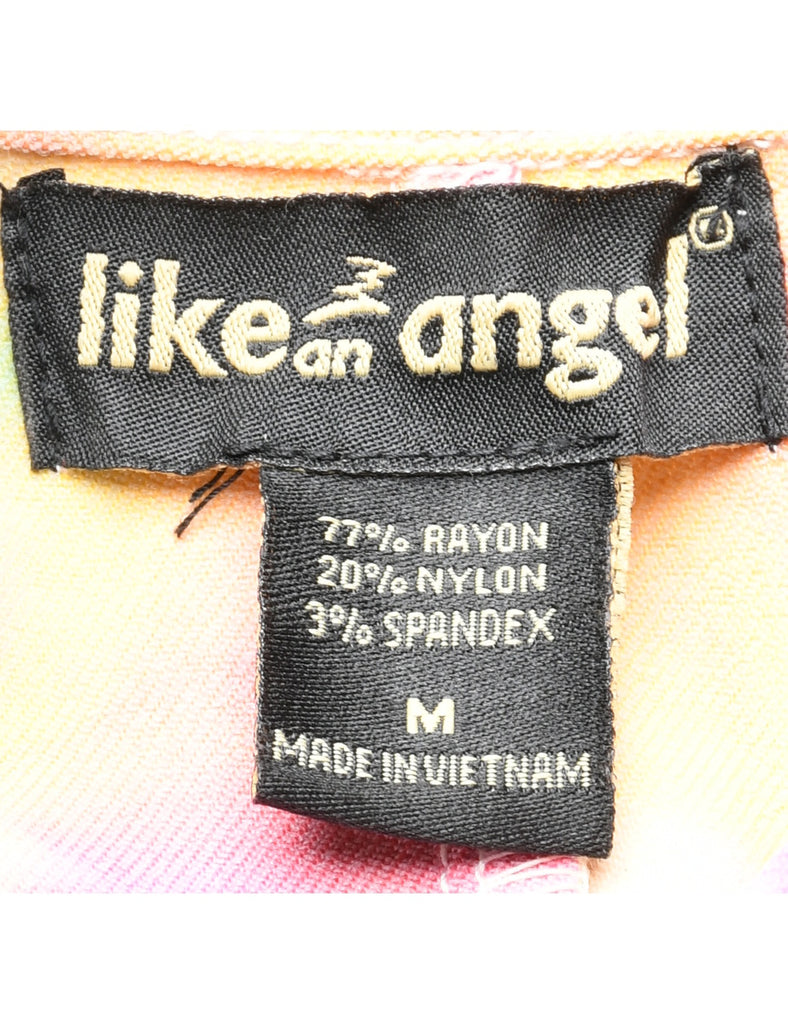 like an angel®
77% RAYON
20% NYLON
3% SPANDEX
M
MADE IN VIETNAM